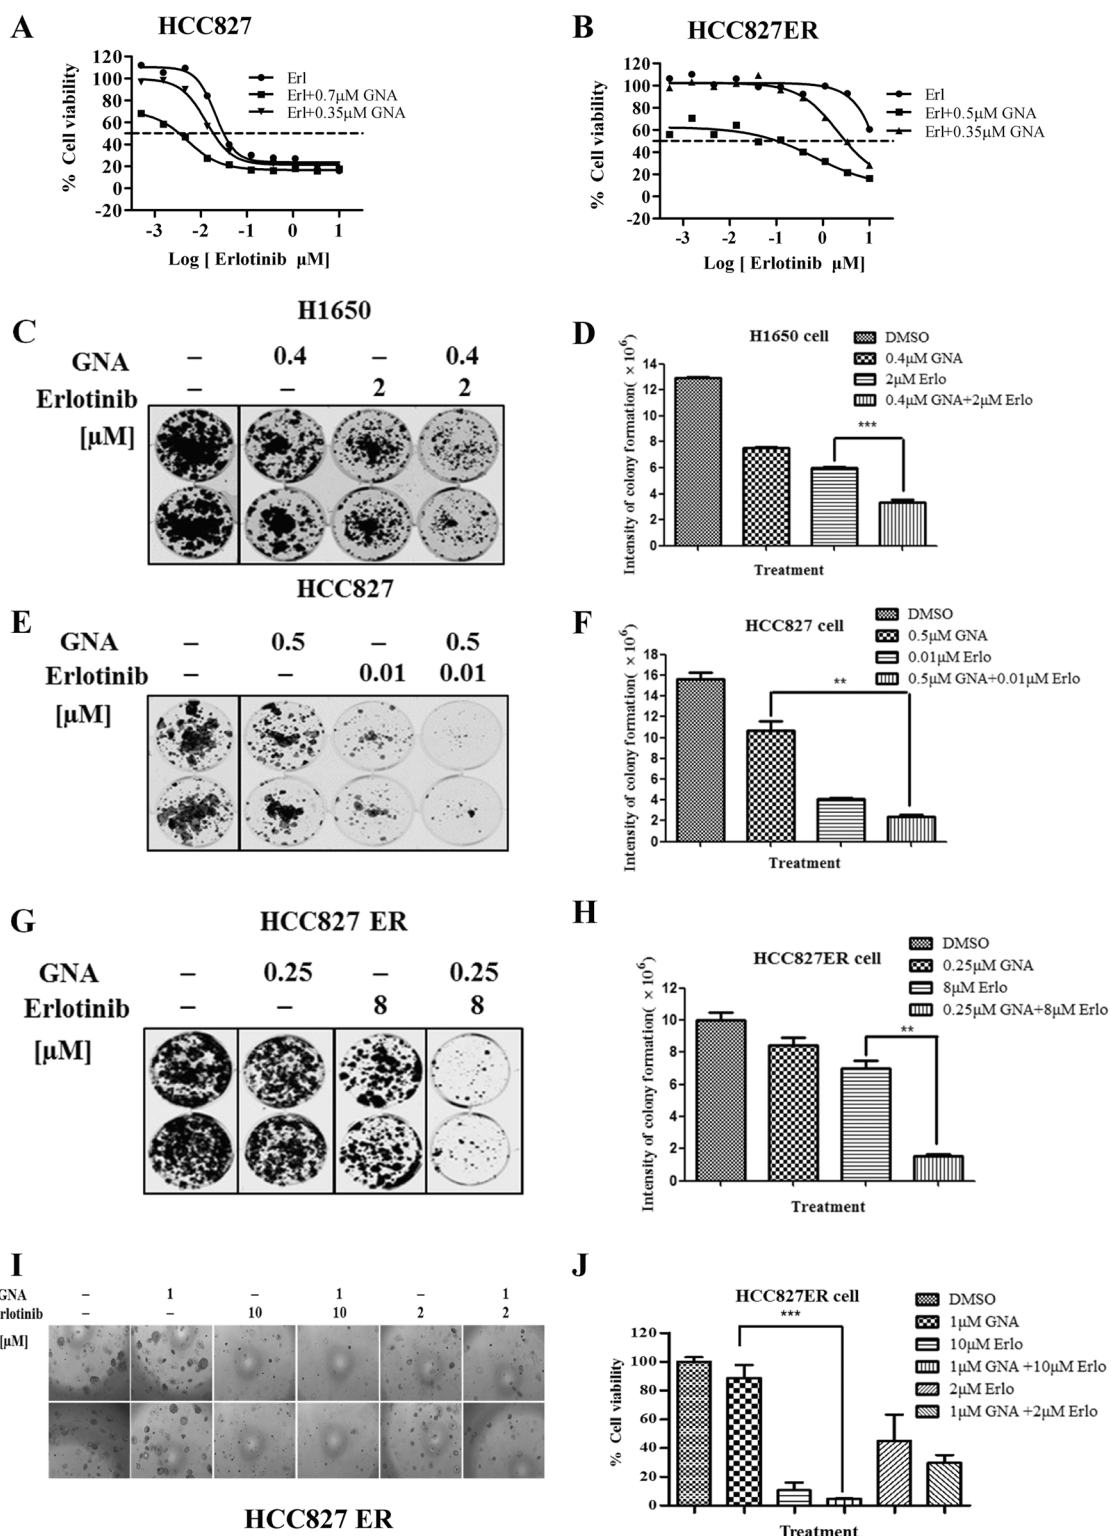 A
HCC827
120
100
80
60
40
20
0
-20
% Cell viability
Erl
Erl+0.7μM GNA
Erl+0.35μM GNA
-3 -2 -1 0 1
Log [ Erlotinib μM]
B
HCC827ER
120
100
80
60
40
20
0
-20
% Cell viability
Erl
Erl+0.5μM GNA
Erl+0.35μM GNA
-3 -2 -1 0 1
Log [ Erlotinib μM]
C
H1650
GNA – 0.4 – 0.4
Erlotinib – – 2 2
[μM]
D
H1650 cell
DMSO
0.4μM GNA
2μM Erlo
0.4μM GNA+2μM Erlo
Intensity of colony formation( ×10⁶)
14
12
10
8
6
4
2
0
***
Treatment
HCC827
E
GNA – 0.5 – 0.5
Erlotinib – – 0.01 0.01
[μM]
F
HCC827 cell
DMSO
0.5μM GNA
0.01μM Erlo
0.5μM GNA+0.01μM Erlo
Intensity of colony formation( ×10⁶)
18
16
14
12
10
8
6
4
2
0
**
Treatment
G
HCC827 ER
GNA – 0.25 – 0.25
Erlotinib – – 8 8
[μM]
H
HCC827ER cell
DMSO
0.25μM GNA
8μM Erlo
0.25μM GNA+8μM Erlo
Intensity of colony formation( ×10⁶)
12
10
8
6
4
2
0
**
Treatment
I
GNA – 1 – 1 – 1
rlotinib – – 10 10 2 2
[μM]
HCC827 ER
J
HCC827ER cell
DMSO
1μM GNA
10μM Erlo
1μM GNA +10μM Erlo
2μM Erlo
1μM GNA +2μM Erlo
% Cell viability
120
100
80
60
40
20
0
***
Treatment